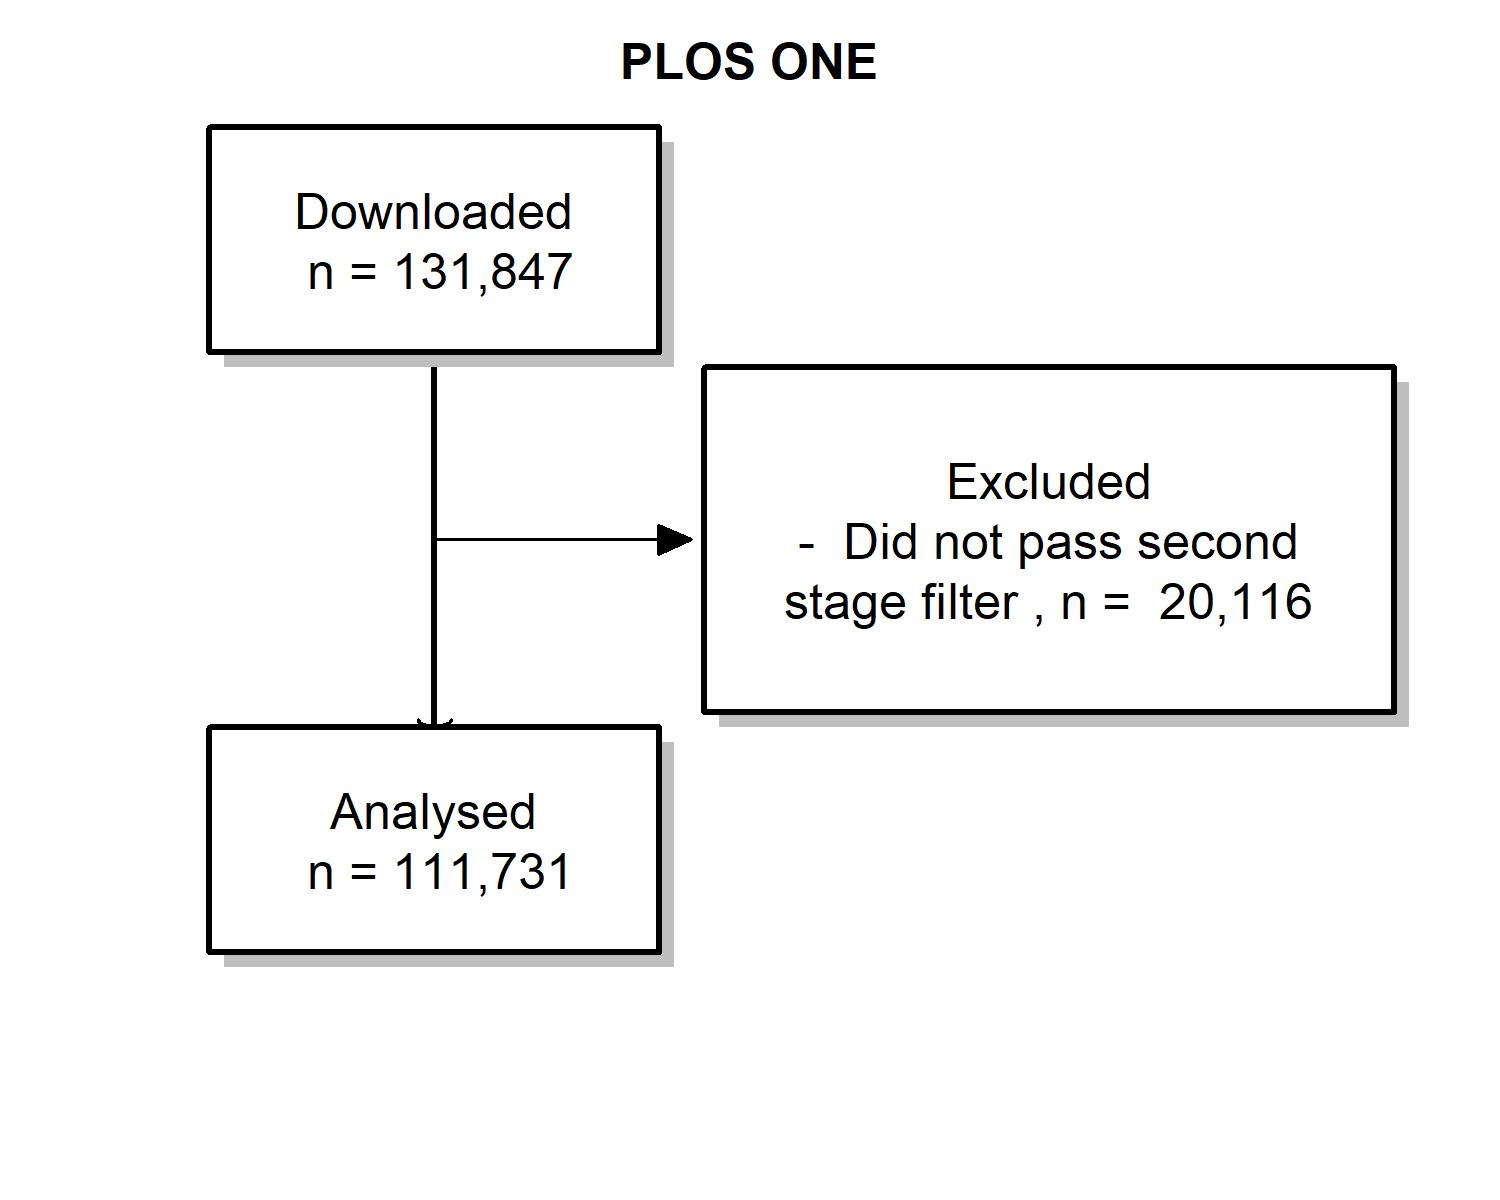 PLOS ONE
Downloaded
n = 131,847
Excluded
- Did not pass second
stage filter , n = 20,116
Analysed
n = 111,731